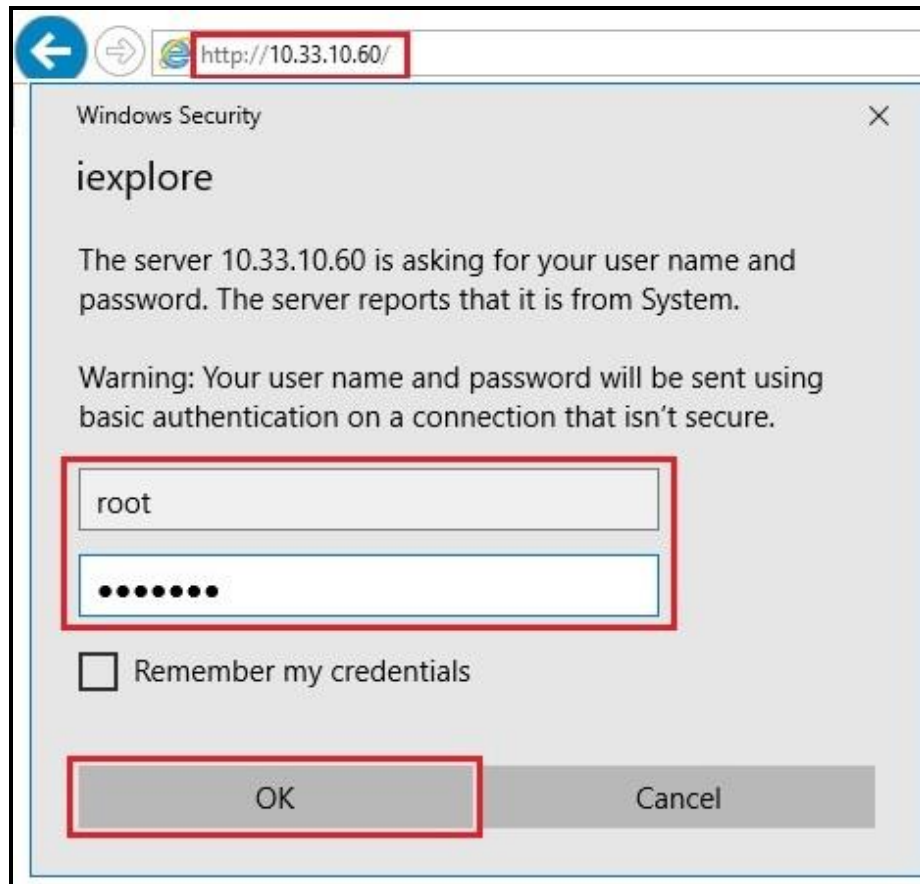 http://10.33.10.60/
Windows Security
iexplore
The server 10.33.10.60 is asking for your user name and
password. The server reports that it is from System.
Warning: Your user name and password will be sent using
basic authentication on a connection that isn't secure.
root
•••••••
Remember my credentials
OK
Cancel